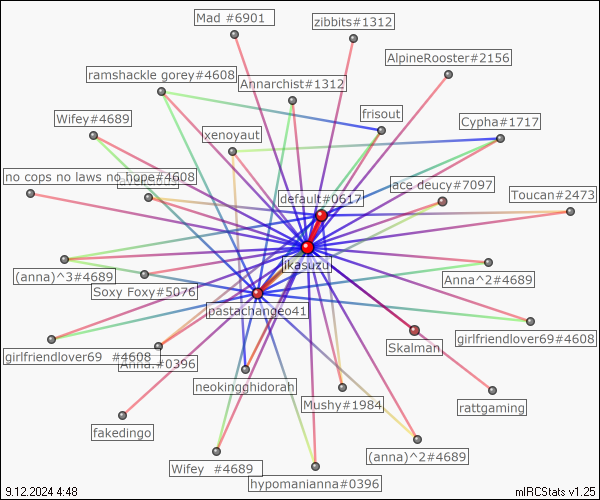 Mad #6901
zibbits#1312
AlpineRooster#2156
ramshackle gorey#4608
Annarchist#1312
frisout
Wifey#4689
Cypha#1717
xenoyaut
no cops no laws no hope#4608
ace deucy#7097
Toucan#2473
default#0617
ikasuzu
(anna)^3#4689
Soxy Foxy#5076
Anna^2#4689
pastachangeo41
girlfriendlover69#4608
Skalman
girlfriendlover69 #4608
Anna.#0396
neokingghidorah
Mushy#1984
rattgaming
fakedingo
(anna)^2#4689
Wifey #4689
hypomanianna#0396
9.12.2024 4:48
mIRCStats v1.25